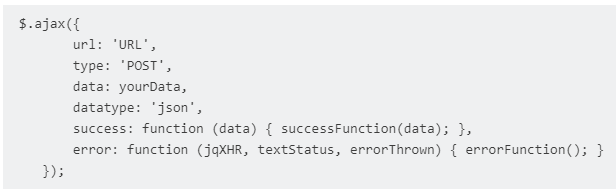 $.ajax({
url: 'URL',
type: 'POST',
data: yourData,
datatype: 'json',
success: function (data) { successFunction(data); },
error: function (jqXHR, textStatus, errorThrown) { errorFunction(); }
});